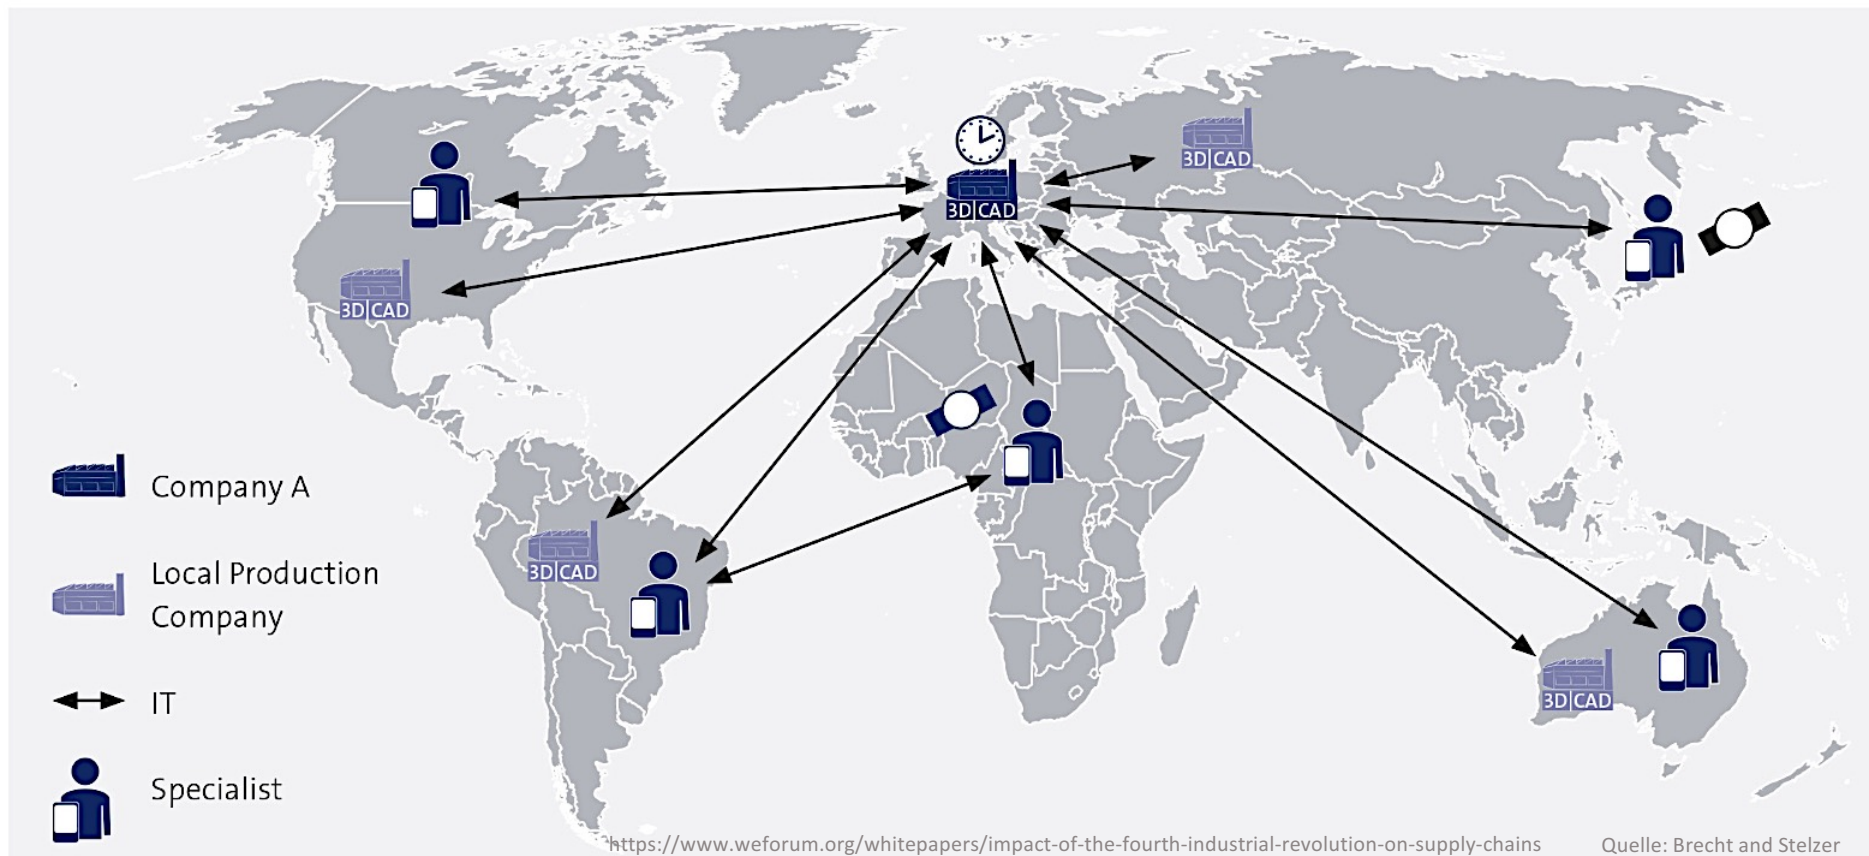 3D|CAD
3D|CAD
3D|CAD
3D|CAD
3D|CAD
Company A
Local Production
Company
IT
Specialist
https://www.weforum.org/whitepapers/impact-of-the-fourth-industrial-revolution-on-supply-chains
Quelle: Brecht and Stelzer